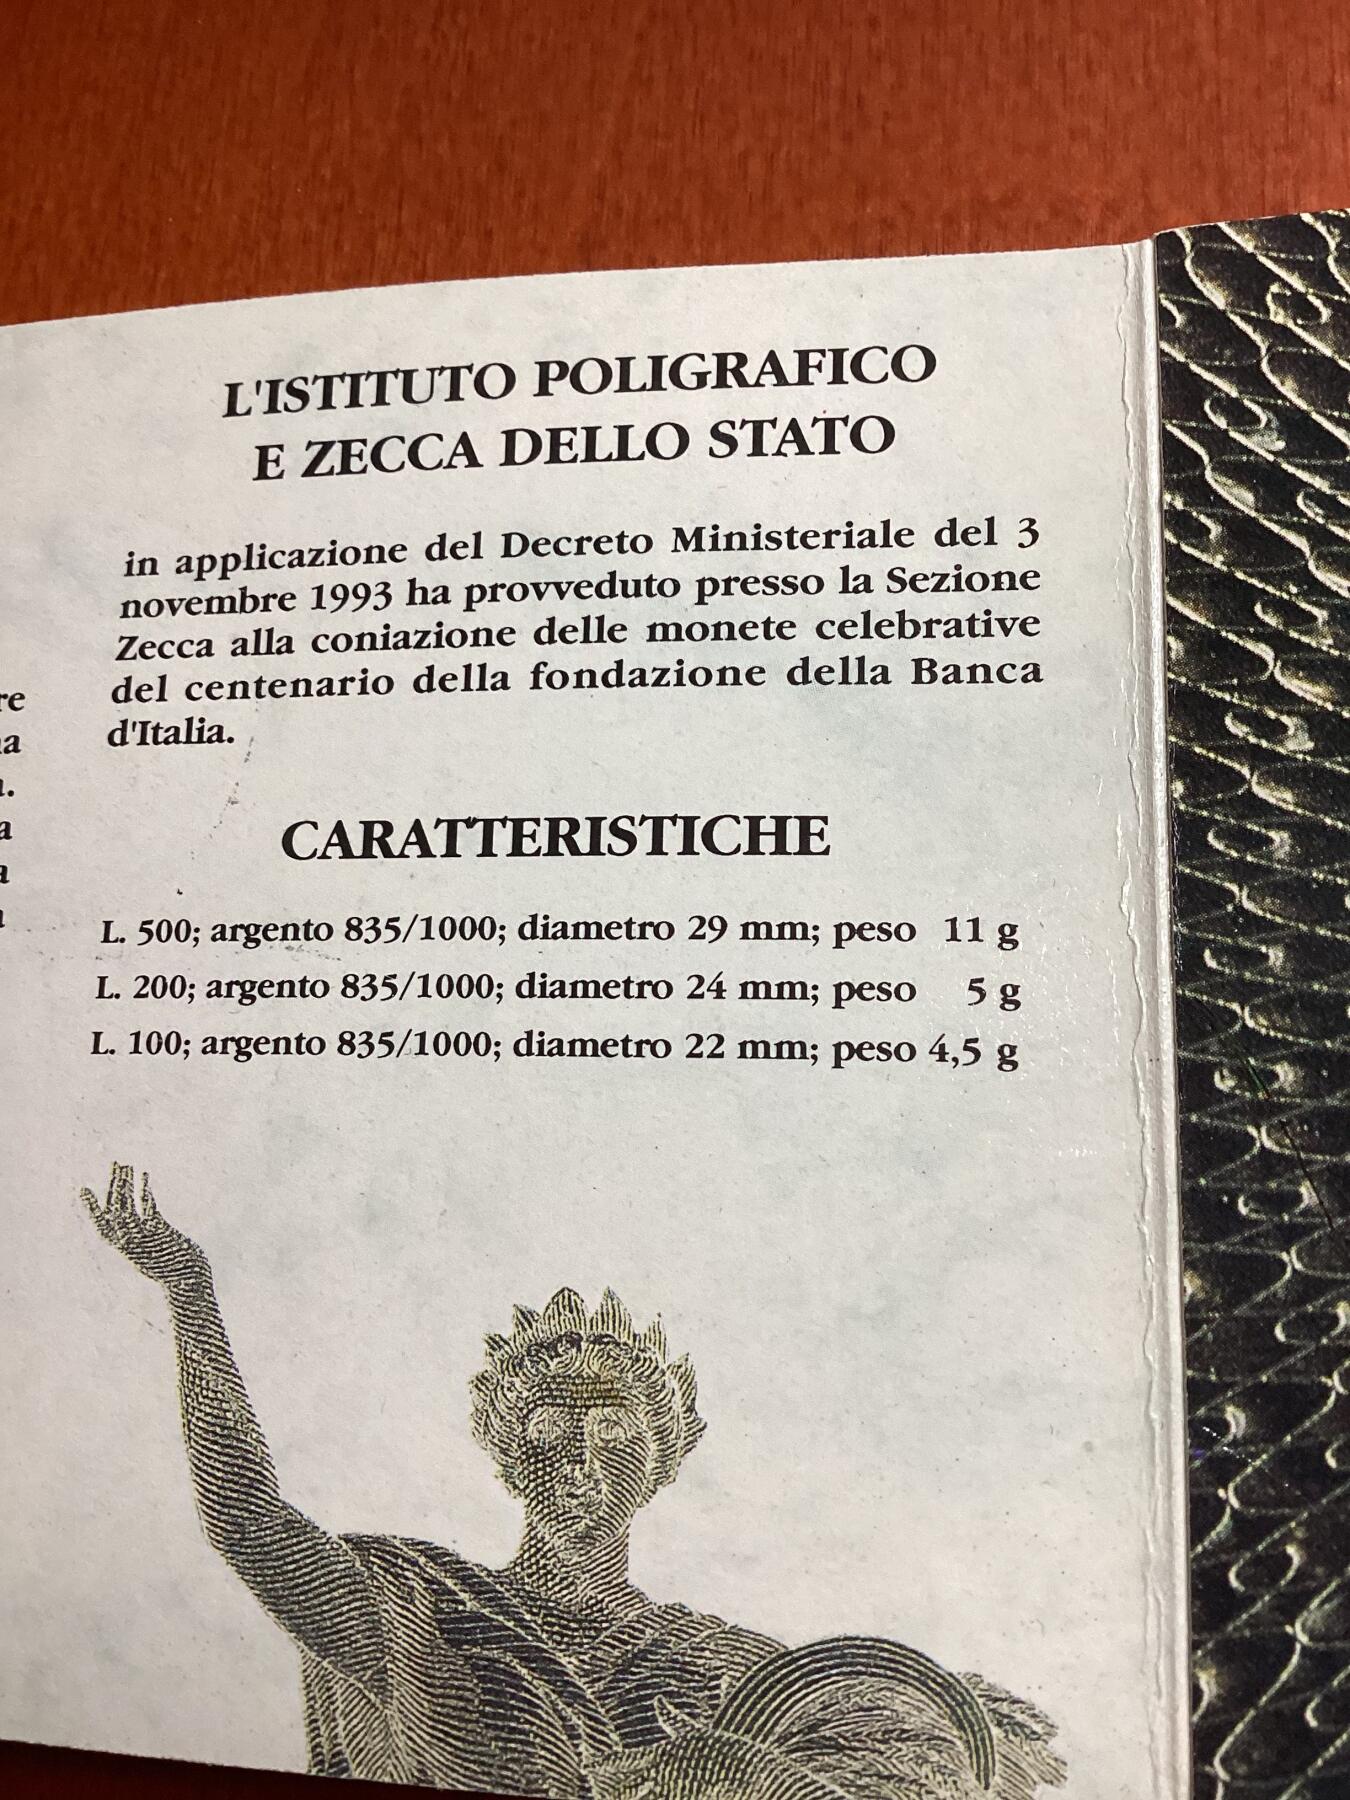 L'ISTITUTO POLIGRAFICO
E ZECCA DELLO STATO
in applicazione del Decreto Ministeriale del 3
novembre 1993 ha provveduto presso la Sezione
Zecca alla coniazione delle monete celebrative
del centenario della fondazione della Banca
d'Italia.
CARATTERISTICHE
L. 500; argento 835/1000; diametro 29 mm; peso 11 g
L. 200; argento 835/1000; diametro 24 mm; peso 5 g
L. 100; argento 835/1000; diametro 22 mm; peso 4,5 g